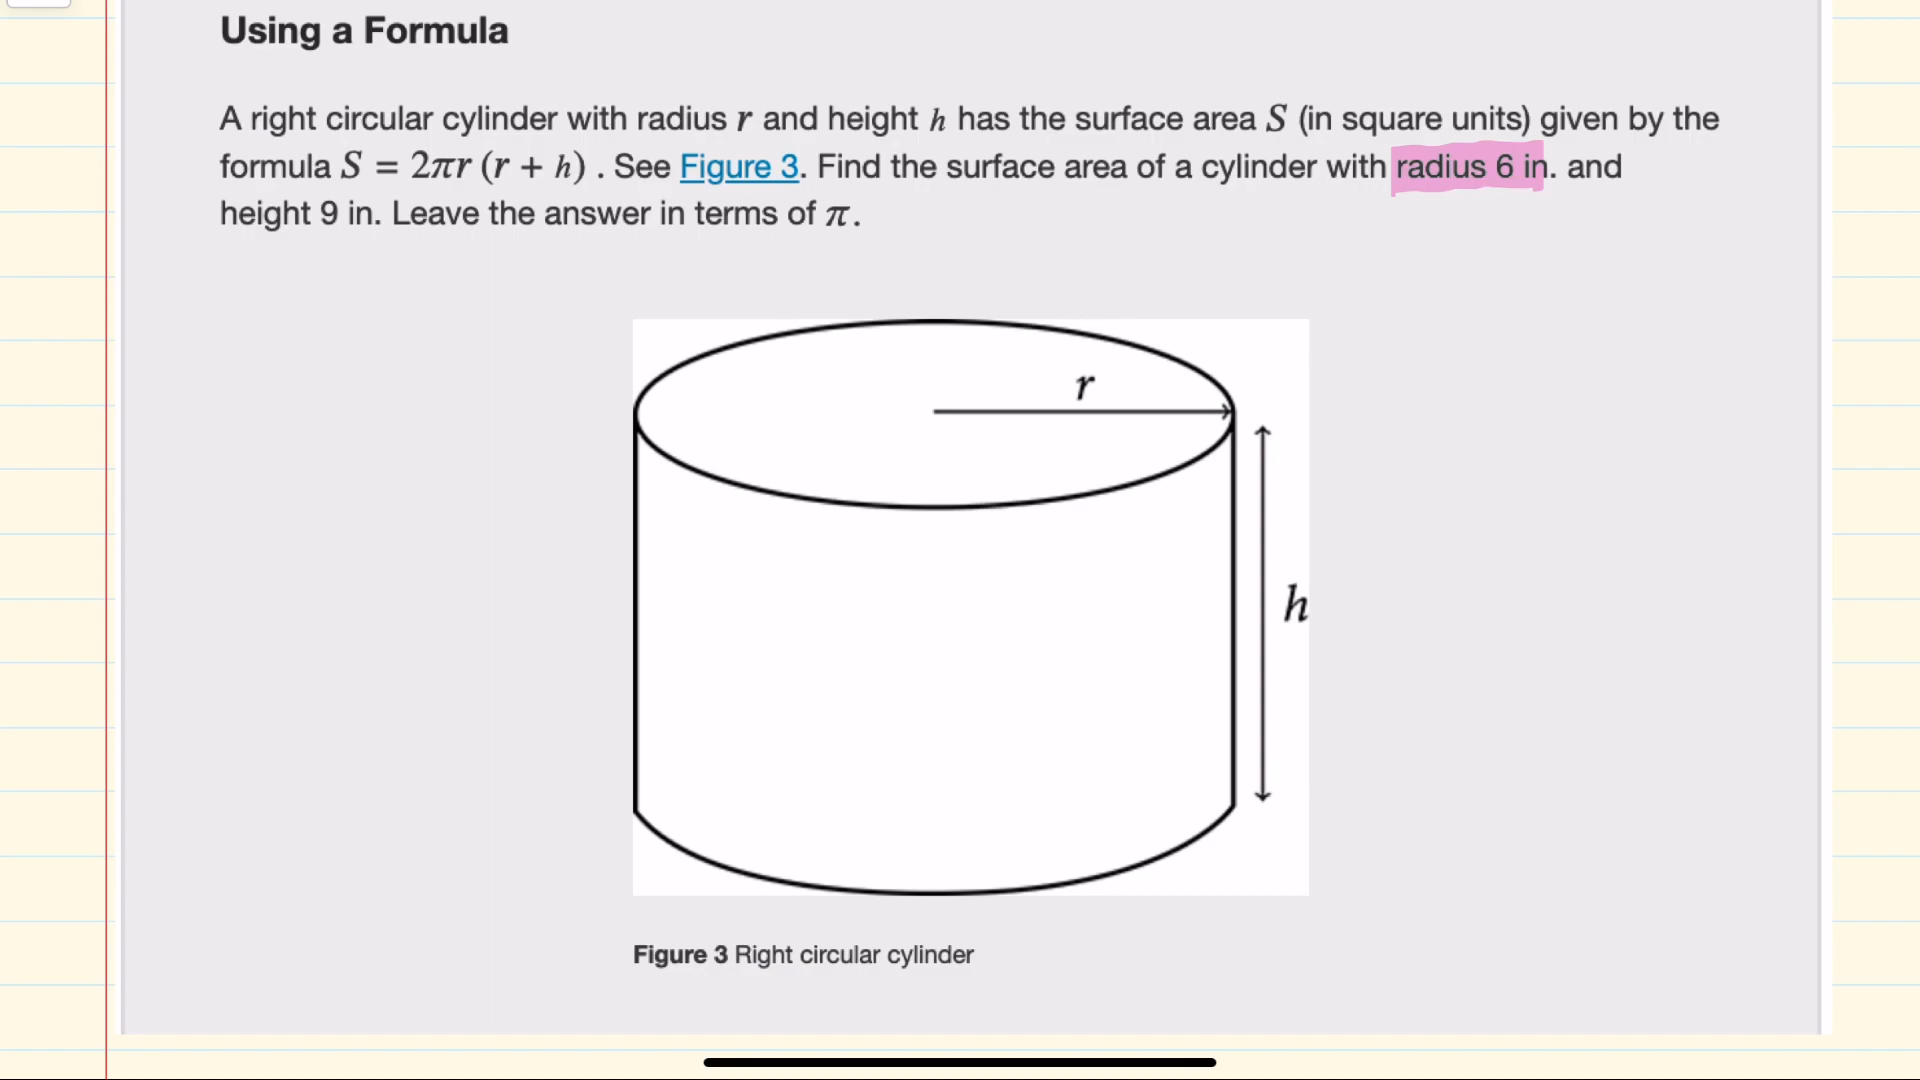 Using a Formula
A right circular cylinder with radius r and height h has the surface area S (in square units) given by the
formula S = 2πr (r + h) . See Figure 3. Find the surface area of a cylinder with radius 6 in. and
height 9 in. Leave the answer in terms of π.
r
h
Figure 3 Right circular cylinder